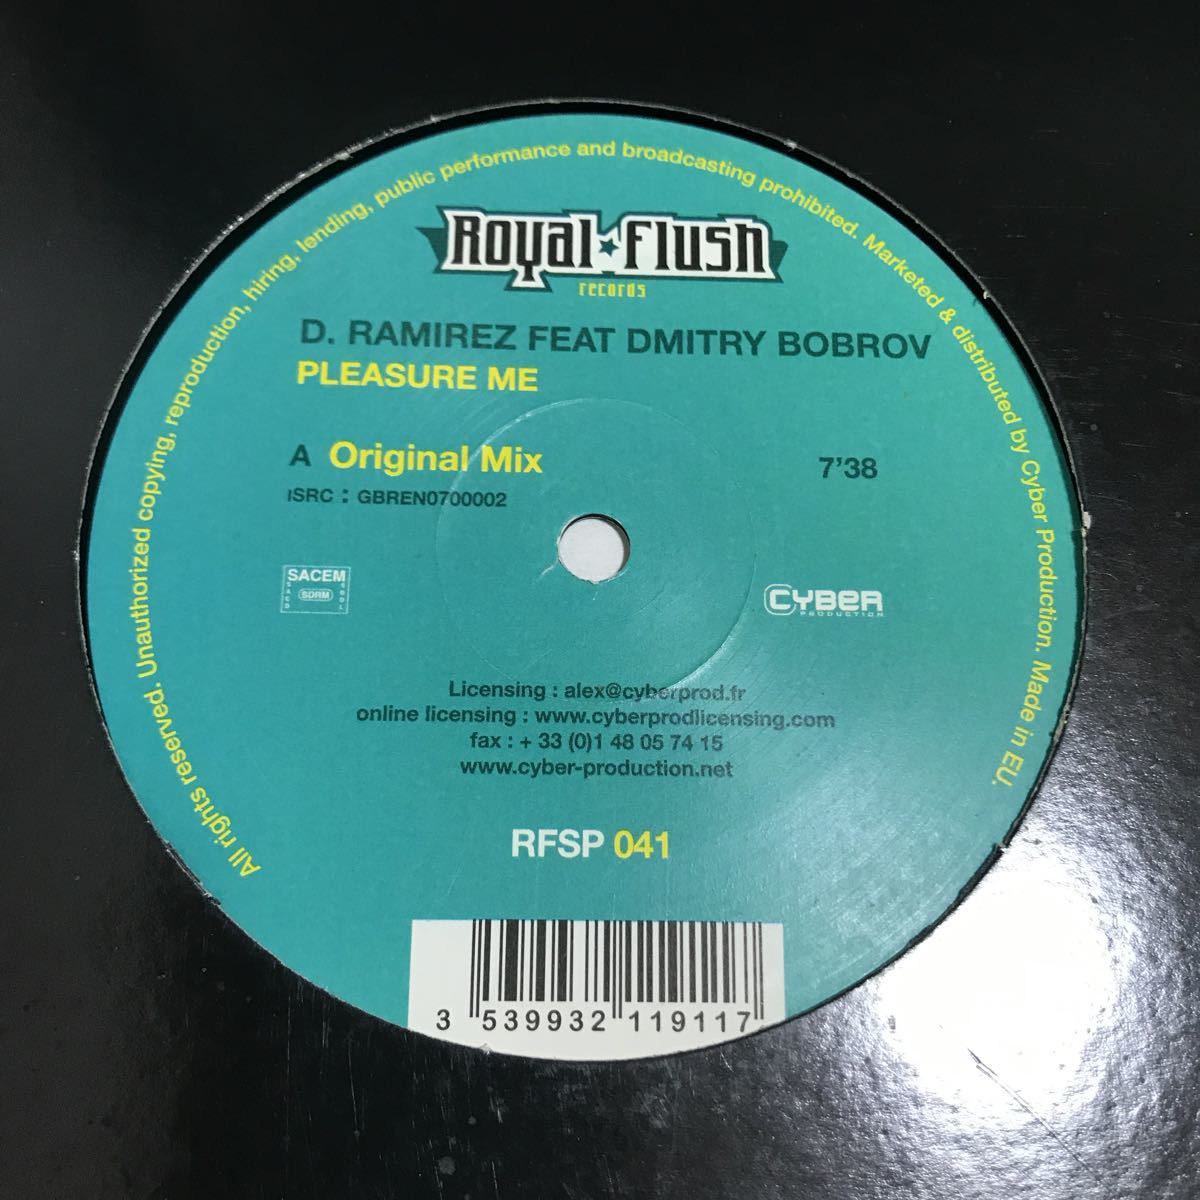 All rights reserved. Unauthorized copying, reproduction, hiring, lending, public performance and broadcasting prohibited. Marketed & distributed by Cyber Production. Made in EU.
Royal Flush
records
D. RAMIREZ FEAT DMITRY BOBROV
PLEASURE ME
A Original Mix 7'38
ISRC : GBREN0700002
SACEM
SACD SDRM SGDL
CYBER
PRODUCTION
Licensing : alex@cyberprod.fr
online licensing : www.cyberprodlicensing.com
fax : + 33 (0)1 48 05 74 15
www.cyber-production.net
RFSP 041
3 539932 119117